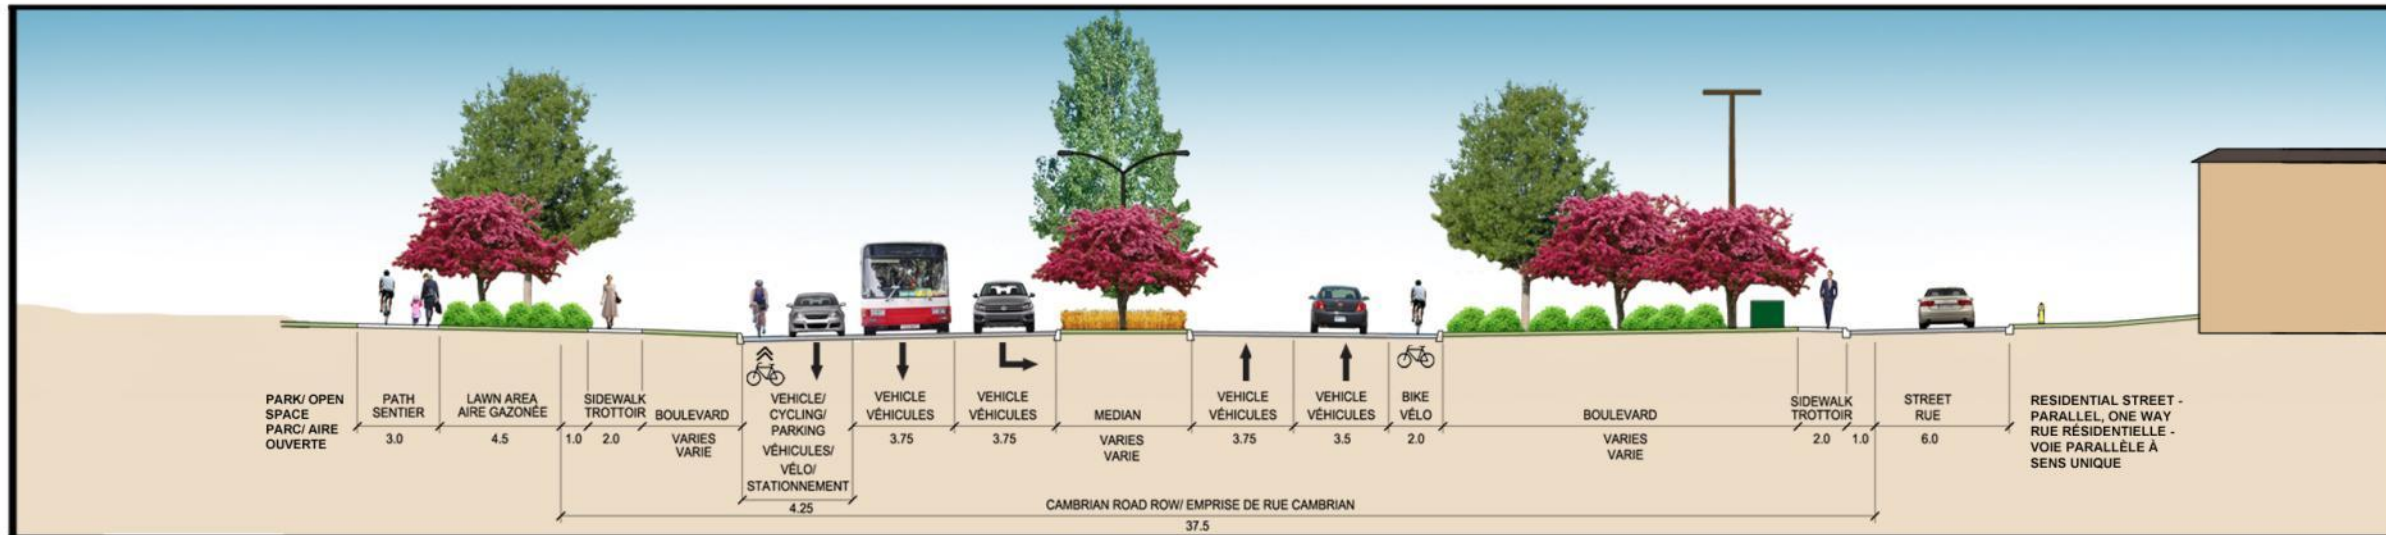 PARK/ OPEN
SPACE
PARC/ AIRE
OUVERTE
PATH
SENTIER
3.0
LAWN AREA
AIRE GAZONÉE
4.5
1.0
SIDEWALK
TROTTOIR
2.0
BOULEVARD
VARIES
VARIE
VEHICLE/
CYCLING/
PARKING
VÉHICULES/
VÉLO/
STATIONNEMENT
4.25
VEHICLE
VÉHICULES
3.75
VEHICLE
VÉHICULES
3.75
MEDIAN
VARIES
VARIE
VEHICLE
VÉHICULES
3.75
VEHICLE
VÉHICULES
3.5
BIKE
VÉLO
2.0
BOULEVARD
VARIES
VARIE
SIDEWALK
TROTTOIR
2.0
1.0
STREET
RUE
6.0
RESIDENTIAL STREET -
PARALLEL, ONE WAY
RUE RÉSIDENTIELLE -
VOIE PARALLÈLE À
SENS UNIQUE
CAMBRIAN ROAD ROW/ EMPRISE DE RUE CAMBRIAN
37.5